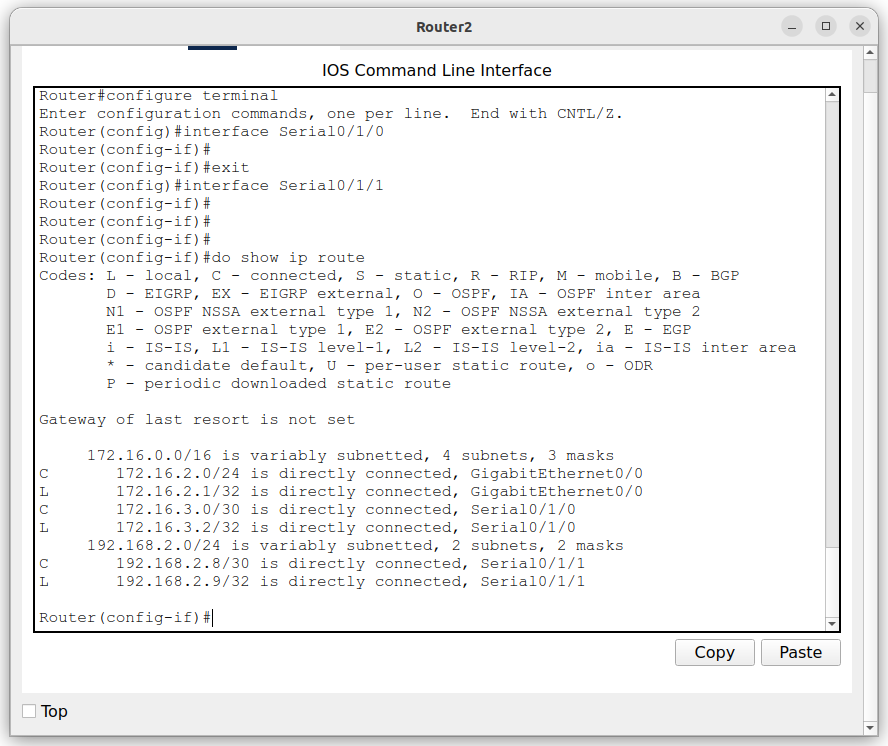 Router2
IOS Command Line Interface
Router#configure terminal
Enter configuration commands, one per line.  End with CNTL/Z.
Router(config)#interface Serial0/1/0
Router(config-if)#
Router(config-if)#exit
Router(config)#interface Serial0/1/1
Router(config-if)#
Router(config-if)#
Router(config-if)#
Router(config-if)#do show ip route
Codes: L - local, C - connected, S - static, R - RIP, M - mobile, B - BGP
       D - EIGRP, EX - EIGRP external, O - OSPF, IA - OSPF inter area
       N1 - OSPF NSSA external type 1, N2 - OSPF NSSA external type 2
       E1 - OSPF external type 1, E2 - OSPF external type 2, E - EGP
       i - IS-IS, L1 - IS-IS level-1, L2 - IS-IS level-2, ia - IS-IS inter area
       * - candidate default, U - per-user static route, o - ODR
       P - periodic downloaded static route
Gateway of last resort is not set
     172.16.0.0/16 is variably subnetted, 4 subnets, 3 masks
C       172.16.2.0/24 is directly connected, GigabitEthernet0/0
L       172.16.2.1/32 is directly connected, GigabitEthernet0/0
C       172.16.3.0/30 is directly connected, Serial0/1/0
L       172.16.3.2/32 is directly connected, Serial0/1/0
     192.168.2.0/24 is variably subnetted, 2 subnets, 2 masks
C       192.168.2.8/30 is directly connected, Serial0/1/1
L       192.168.2.9/32 is directly connected, Serial0/1/1
Router(config-if)#
Copy Paste
Top